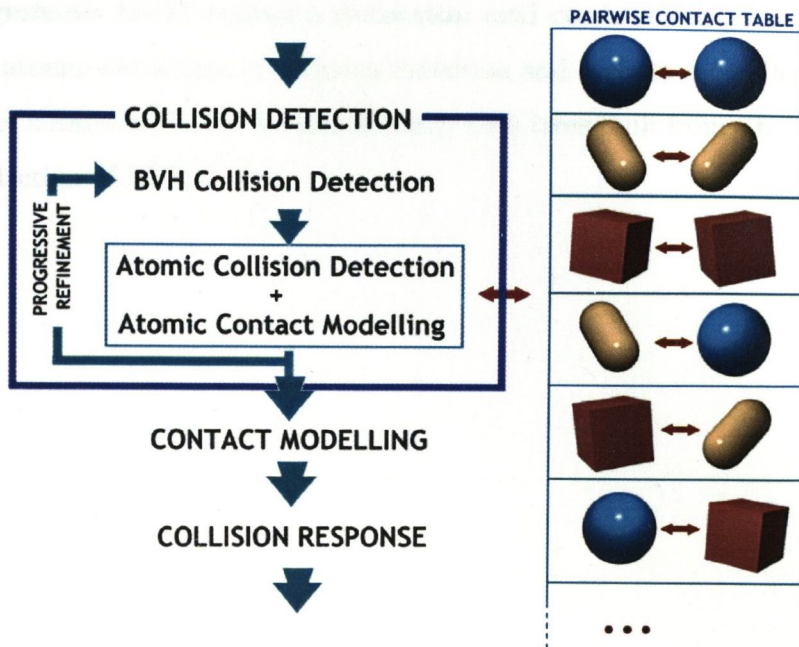 PAIRWISE CONTACT TABLE
COLLISION DETECTION
BVH Collision Detection
PROGRESSIVE
REFINEMENT
Atomic Collision Detection
+
Atomic Contact Modelling
CONTACT MODELLING
COLLISION RESPONSE
...